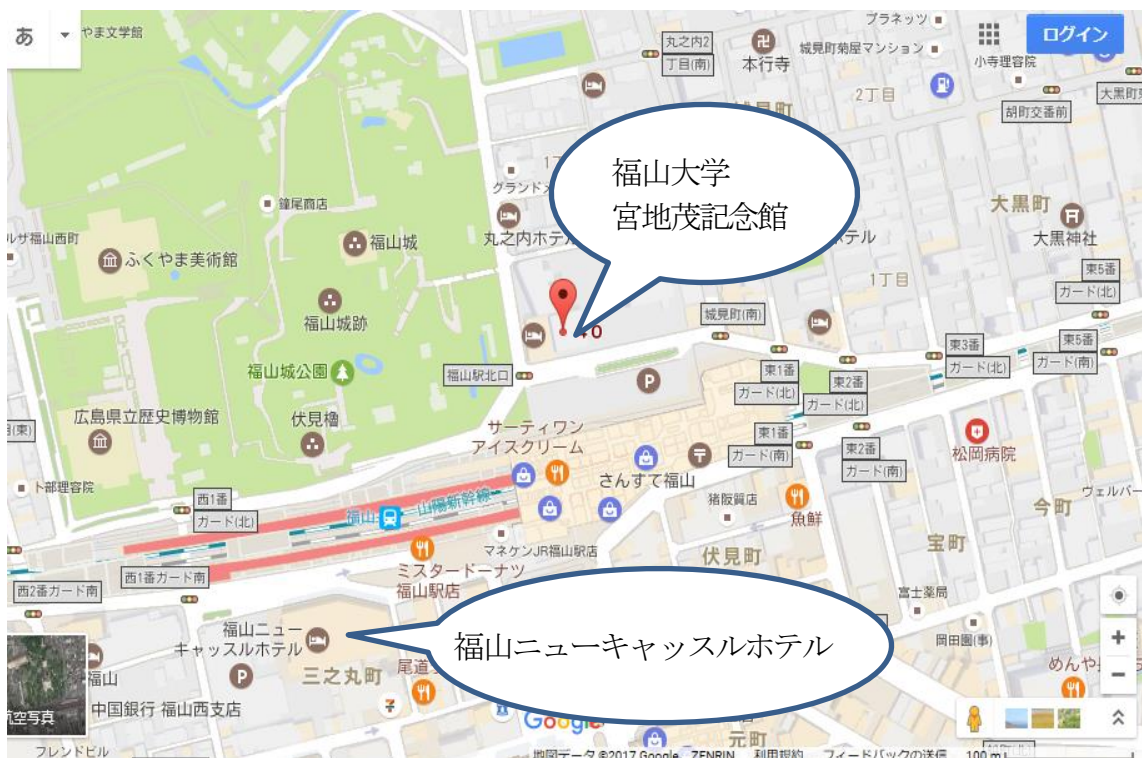 あ
やま文学館
プラネッツ
ログイン
丸之内2
丁目(南)
本行寺
城見町菊屋マンション
小寺理容院
2丁目
大黒町東
胡町交番前
城見町
福山大学
宮地茂記念館
鐘尾商店
福山城
丸之内ホテル
ホテル
大黒町
大黒神社
ルザ福山西町
ふくやま美術館
福山城跡
1丁目
東5番
ガード(北)
城見町(南)
福山城公園
福山駅北口
P
東3番
ガード(北)
東5番
ガード(南)
東1番
ガード(北)
東2番
ガード(北)
広島県立歴史博物館
伏見櫓
サーティワン
アイスクリーム
東1番
ガード(南)
東2番
ガード(南)
松岡病院
さんすて福山
卜部理容院
西1番
ガード(北)
福山
山陽新幹線
猪阪質店
魚鮮
今町
ヴェルバー
マネケンJR福山駅店
伏見町
宝町
ミスタードーナツ
福山駅店
西2番ガード南
西1番ガード南
富士薬局
福山ニュー
キャッスルホテル
福山ニューキャッスルホテル
岡田園(事)
三之丸町
尾道
めんや
福山
P
中国銀行 福山西支店
航空写真
Google
元町
フレンドビル
地図データ ©2017 Google, ZENRIN
利用規約
フィードバックの送信
100 m